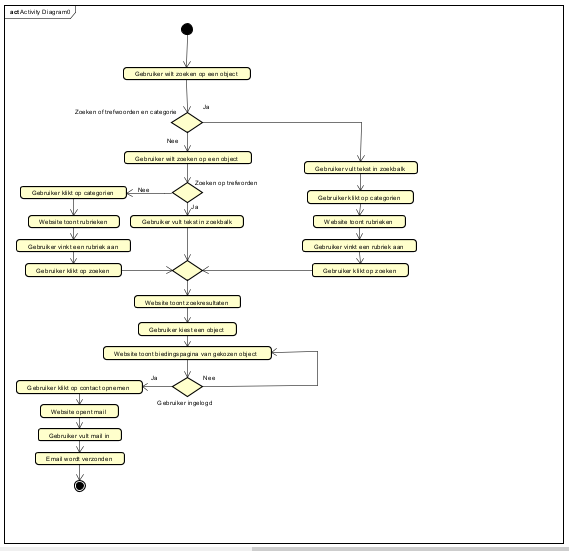 act Activity Diagram0
Gebruiker wilt zoeken op een object
Zoeken of trefwoorden en categorie
Ja
Nee
Gebruiker wilt zoeken op een object
Gebruiker vult tekst in zoekbalk
Zoeken op trefworden
Gebruiker klikt op categorien
Nee
Ja
Gebruiker klikt op categorien
Website toont rubrieken
Gebruiker vult tekst in zoekbalk
Website toont rubrieken
Gebruiker vinkt een rubriek aan
Gebruiker vinkt een rubriek aan
Gebruiker klikt op zoeken
Gebruiker klikt op zoeken
Website toont zoekresultaten
Gebruiker kiest een object
Website toont biedingspagina van gekozen object
Ja
Nee
Gebruiker klikt op contact opnemen
Gebruiker ingelogd
Website opent mail
Gebruiker vult mail in
Email wordt verzonden